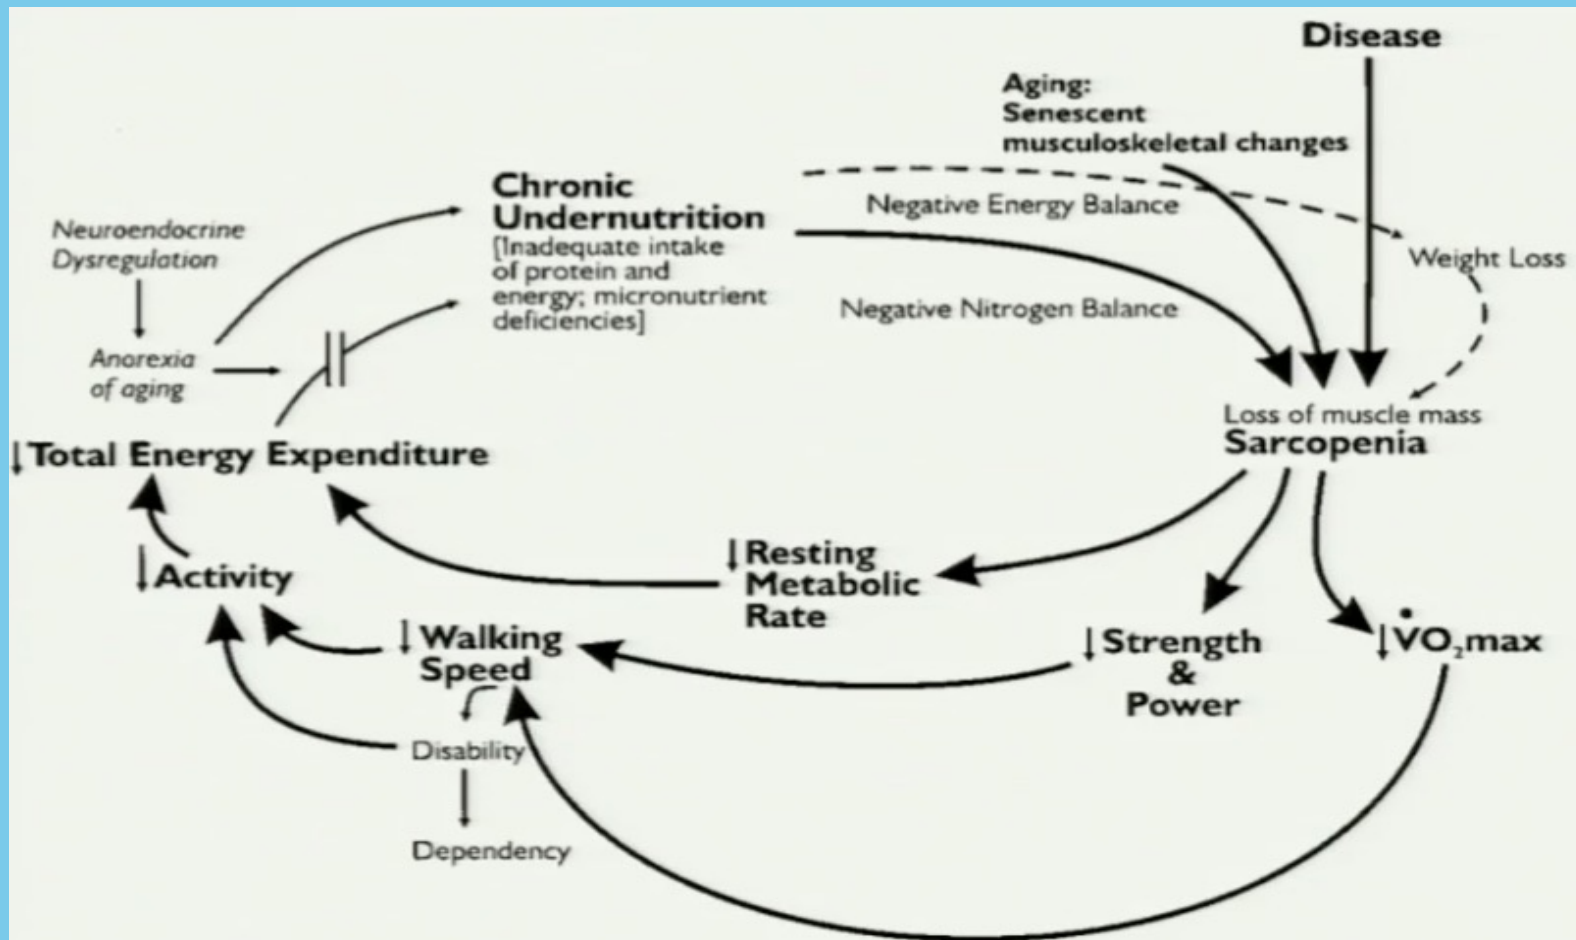 Disease
Aging:
Senescent
musculoskeletal changes
Chronic
Undernutrition
[Inadequate intake
of protein and
energy; micronutrient
deficiencies]
Negative Energy Balance
Neuroendocrine
Dysregulation
Weight Loss
Negative Nitrogen Balance
Anorexia
of aging
Loss of muscle mass
Sarcopenia
↓Total Energy Expenditure
↓Resting
Metabolic
Rate
↓Activity
↓Walking
Speed
↓Strength
&
Power
↓V̇O₂max
Disability
Dependency